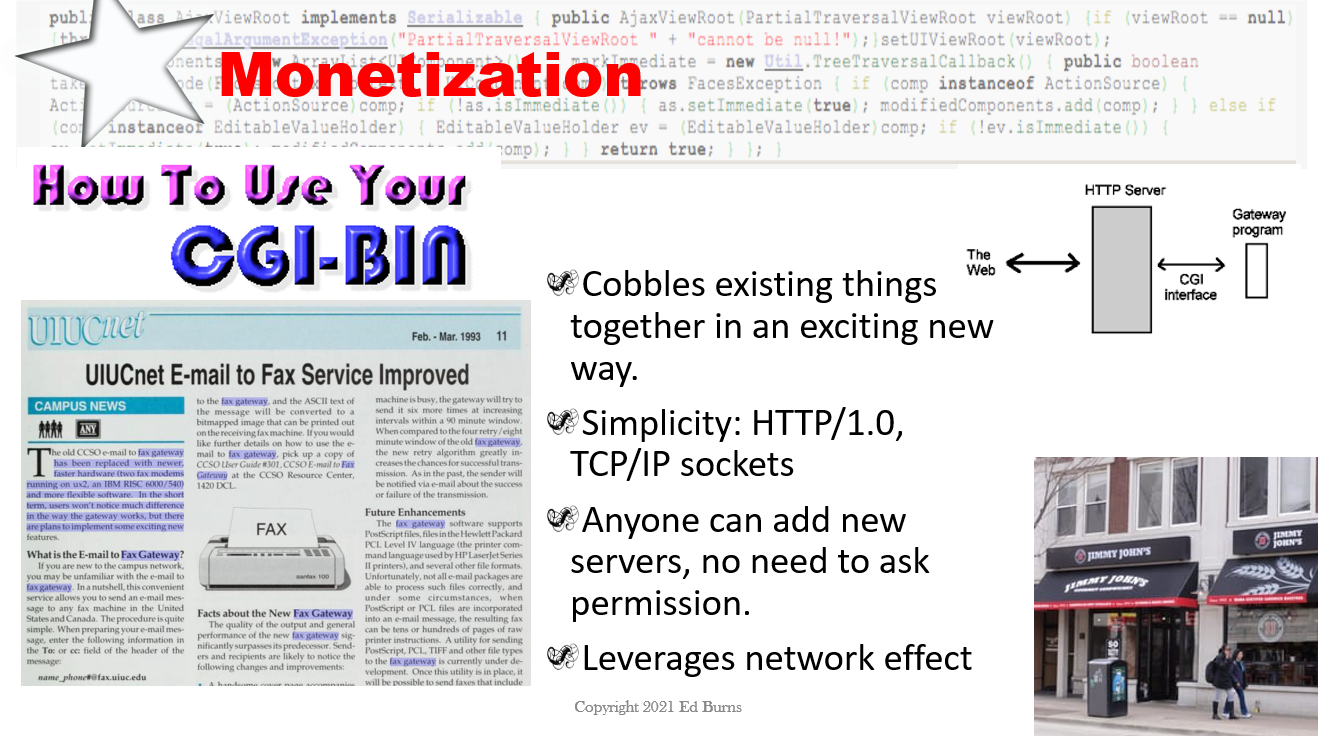 publ lass AjaxViewRoot implements Serializable { public AjaxViewRoot(PartialTraversalViewRoot viewRoot) {if (viewRoot == null)
{thr galArgumentException("PartialTraversalViewRoot " + "cannot be null!");}setUIViewRoot(viewRoot);
markImmediate = new Util.TreeTraversalCallback() { public boolean
FacesException { if (comp instanceof ActionSource) {
= (ActionSource)comp; if (!as.isImmediate()) { as.setImmediate(true); modifiedComponents.add(comp); } } else if
(com instanceof EditableValueHolder) { EditableValueHolder ev = (EditableValueHolder)comp; if (!ev.isImmediate()) {
comp); } } return true; } }; }
Monetization
How To Use Your
CGI-BIN
UIUCnet
Feb. - Mar. 1993 11
UIUCnet E-mail to Fax Service Improved
CAMPUS NEWS
ANY
The old CCSO e-mail to fax gateway
has been replaced with newer,
faster hardware (two fax modems
running on ux2, an IBM RISC 6000/540)
and more flexible software. In the short
term, users won't notice much difference
in the way the gateway works, but there
are plans to implement some exciting new
features.
What is the E-mail to Fax Gateway?
If you are new to the campus network,
you may be unfamiliar with the e-mail to
fax gateway. In a nutshell, this convenient
service allows you to send an e-mail mes-
sage to any fax machine in the United
States and Canada. The procedure is quite
simple. When preparing your e-mail mes-
sage, enter the following information in
the To: or cc: field of the header of the
message:
name_phone#@fax.uiuc.edu
to the fax gateway, and the ASCII text of
the message will be converted to a
bitmapped image that can be printed out
on the receiving fax machine. If you would
like further details on how to use the e-
mail to fax gateway, pick up a copy of
CCSO User Guide #301, CCSO E-mail to Fax
Gateway at the CCSO Resource Center,
1420 DCL.
FAX
Facts about the New Fax Gateway
The quality of the output and general
performance of the new fax gateway sig-
nificantly surpasses its predecessor. Send-
ers and recipients are likely to notice the
following changes and improvements:
• A handsome cover page accompanies
machine is busy, the gateway will try to
send it six more times at increasing
intervals within a 90 minute window.
When compared to the four retry/eight
minute window of the old fax gateway,
the new retry algorithm greatly in-
creases the chances for successful trans-
mission. As in the past, the sender will
be notified via e-mail about the success
or failure of the transmission.
Future Enhancements
The fax gateway software supports
PostScript files, files in the Hewlett Packard
PCL Level IV language (the printer com-
mand language used by HP LaserJet Series
II printers), and several other file formats.
Unfortunately, not all e-mail packages are
able to process such files correctly, and
under some circumstances, when
PostScript or PCL files are incorporated
into an e-mail message, the resulting fax
can be tens or hundreds of pages of raw
printer instructions. A utility for sending
PostScript, PCL, TIFF and other file types
to the fax gateway is currently under de-
velopment. Once this utility is in place, it
will be possible to send faxes that include
Cobbles existing things
together in an exciting new
way.
Simplicity: HTTP/1.0,
TCP/IP sockets
Anyone can add new
servers, no need to ask
permission.
Leverages network effect
HTTP Server
Gateway
program
The
Web
CGI
interface
JIMMY JOHN'S
JIMMY JOHN'S
JIMMY
JOHN'S
Copyright 2021 Ed Burns